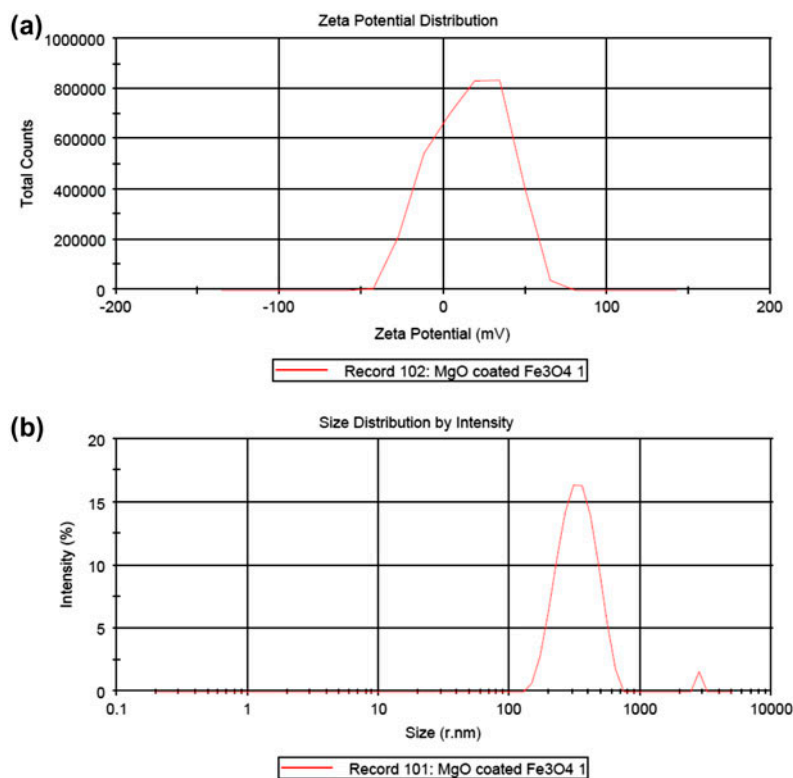 (a)
Zeta Potential Distribution
1000000
800000
600000
400000
200000
0
Total Counts
-200 -100 0 100 200
Zeta Potential (mV)
Record 102: MgO coated Fe3O4 1
(b)
Size Distribution by Intensity
20
15
10
5
0
Intensity (%)
0.1 1 10 100 1000 10000
Size (r.nm)
Record 101: MgO coated Fe3O4 1